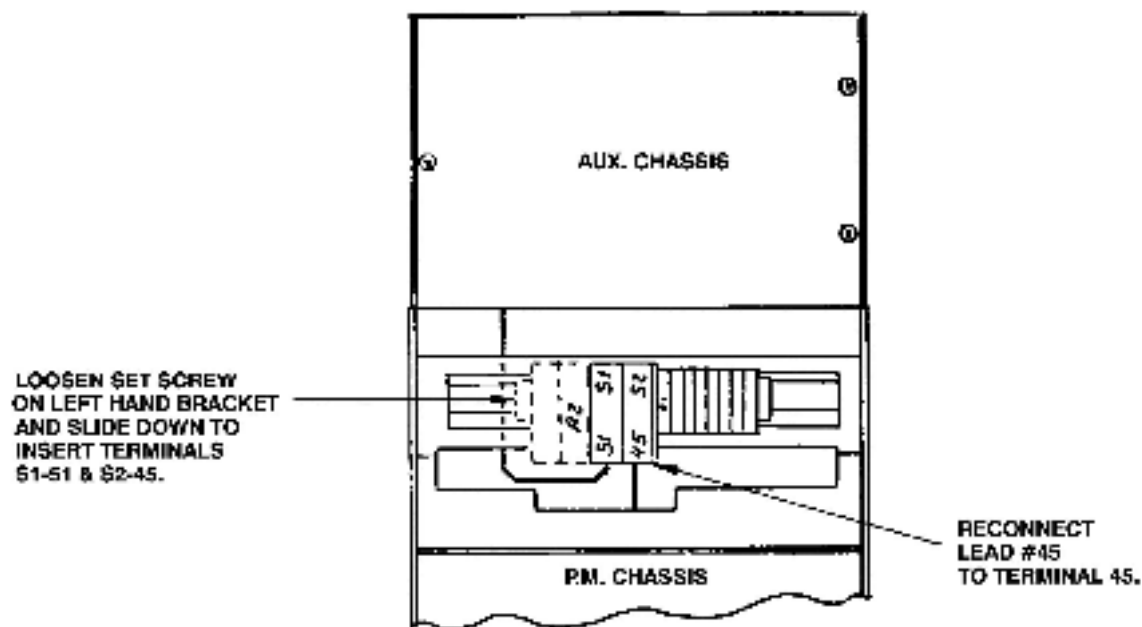 AUX. CHASSIS
LOOSEN SET SCREW
ON LEFT HAND BRACKET
AND SLIDE DOWN TO
INSERT TERMINALS
S1-51 & S2-45.
A2
S1
S2
51
45
RECONNECT
LEAD #45
TO TERMINAL 45.
P.M. CHASSIS